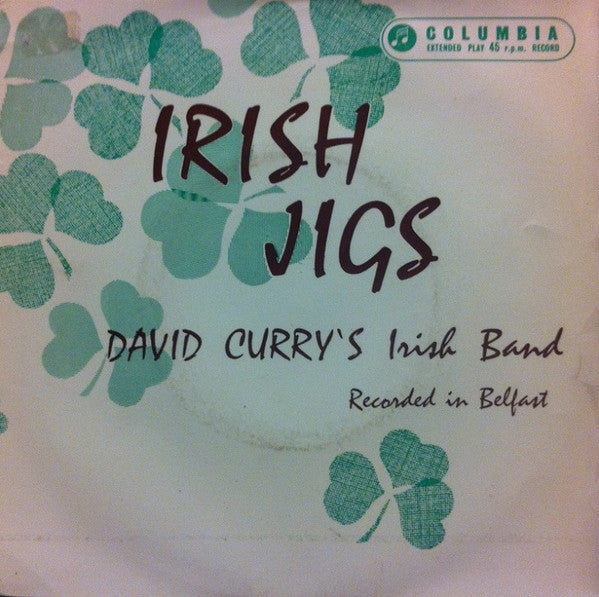 COLUMBIA
EXTENDED PLAY 45 r.p.m. RECORD
IRISH
JIGS
DAVID CURRY'S Irish Band
Recorded in Belfast